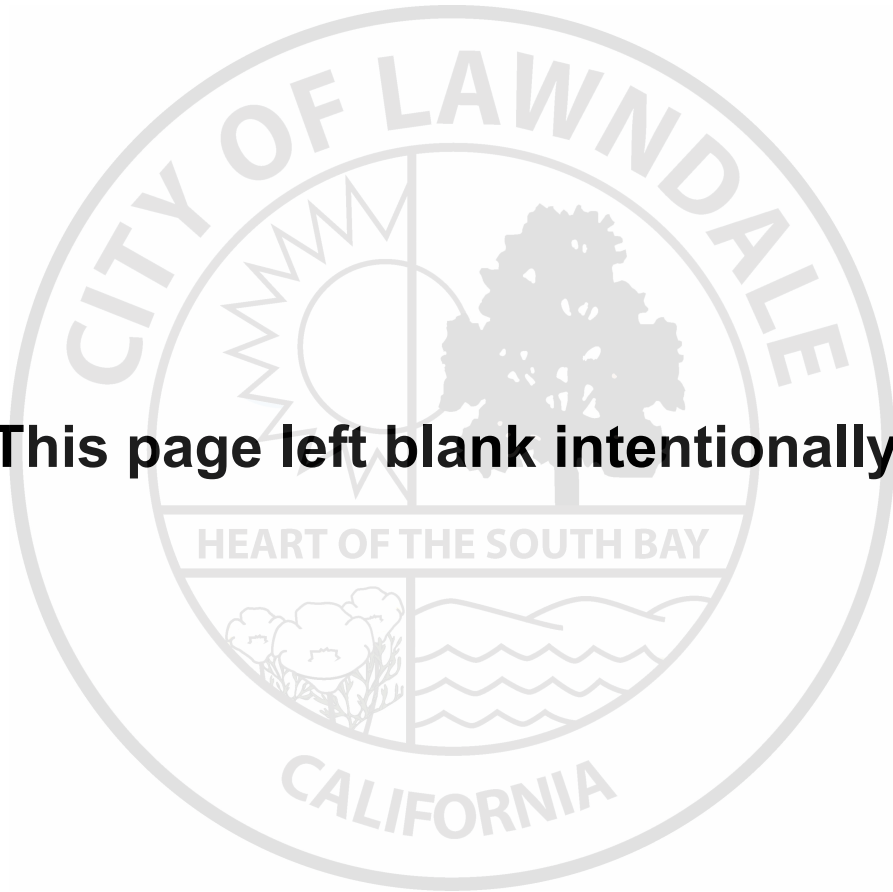 CITY OF LAWNDALE
This page left blank intentionally
HEART OF THE SOUTH BAY
CALIFORNIA